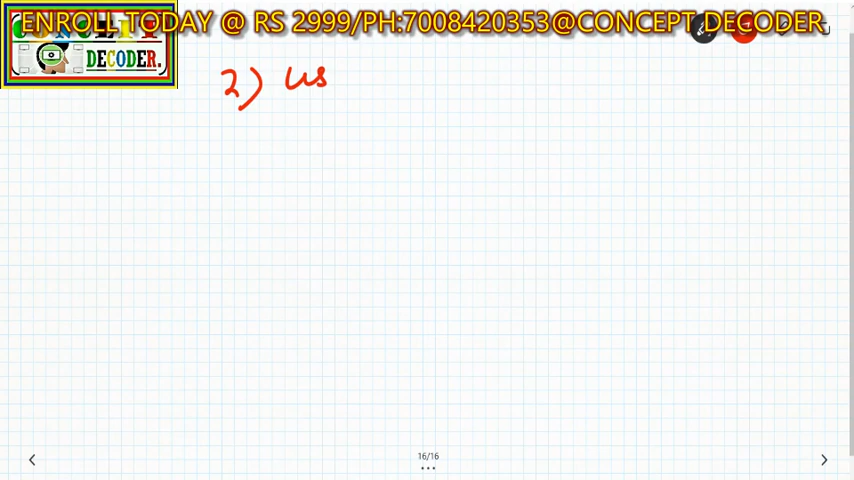 ENROLL TODAY @ RS 2999/PH:7008420353@CONCEPT DECODER
DECODER.
2) us
16/16